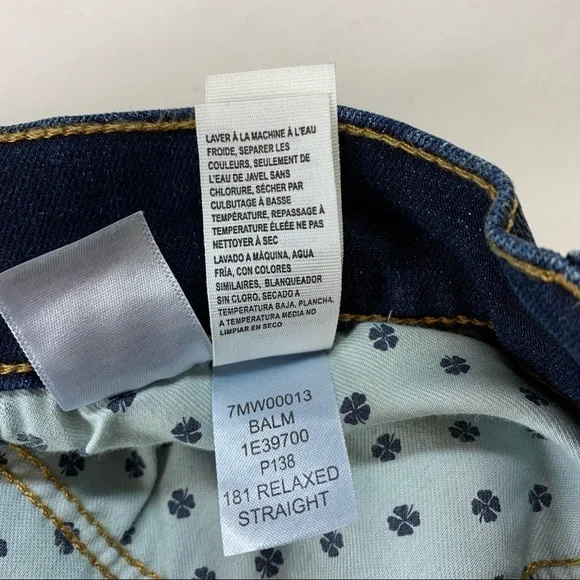 LAVER À LA MACHINE À L'EAU
FROIDE, SEPARER LES
COULEURS, SEULEMENT DE
L'EAU DE JAVEL SANS
CHLORURE, SÉCHER PAR
CULBUTAGE À BASSE
TEMPÉRATURE, REPASSAGE À
TEMPÉRATURE ÉLEÉE NE PAS
NETTOYER À SEC
LAVADO A MÁQUINA, AGUA
FRÍA, CON COLORES
SIMILARES, BLANQUEADOR
SIN CLORO, SECADO A
TEMPERATURA BAJA, PLANCHA,
A TEMPERATURA MEDIA NO
LIMPIAR EN SECO
7MW00013
BALM
1E39700
P138
181 RELAXED
STRAIGHT